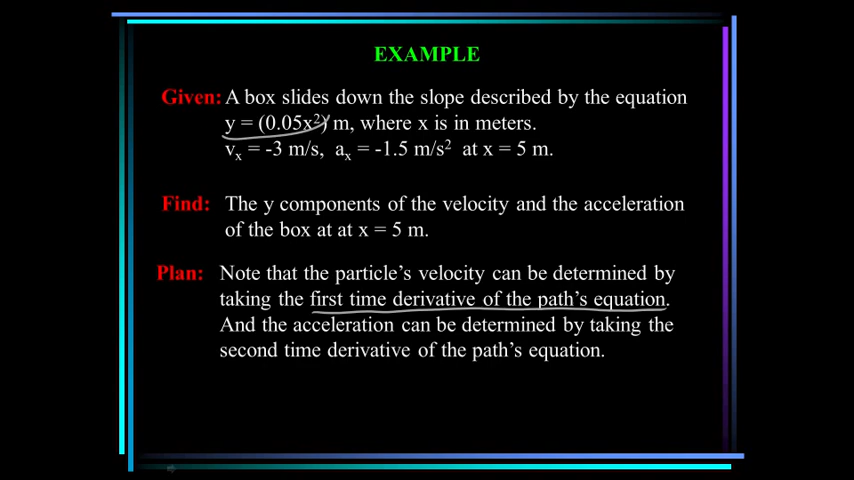 EXAMPLE
Given: A box slides down the slope described by the equation
y = (0.05x²) m, where x is in meters.
vₓ = -3 m/s, aₓ = -1.5 m/s² at x = 5 m.
Find: The y components of the velocity and the acceleration
of the box at at x = 5 m.
Plan: Note that the particle’s velocity can be determined by
taking the first time derivative of the path’s equation.
And the acceleration can be determined by taking the
second time derivative of the path’s equation.